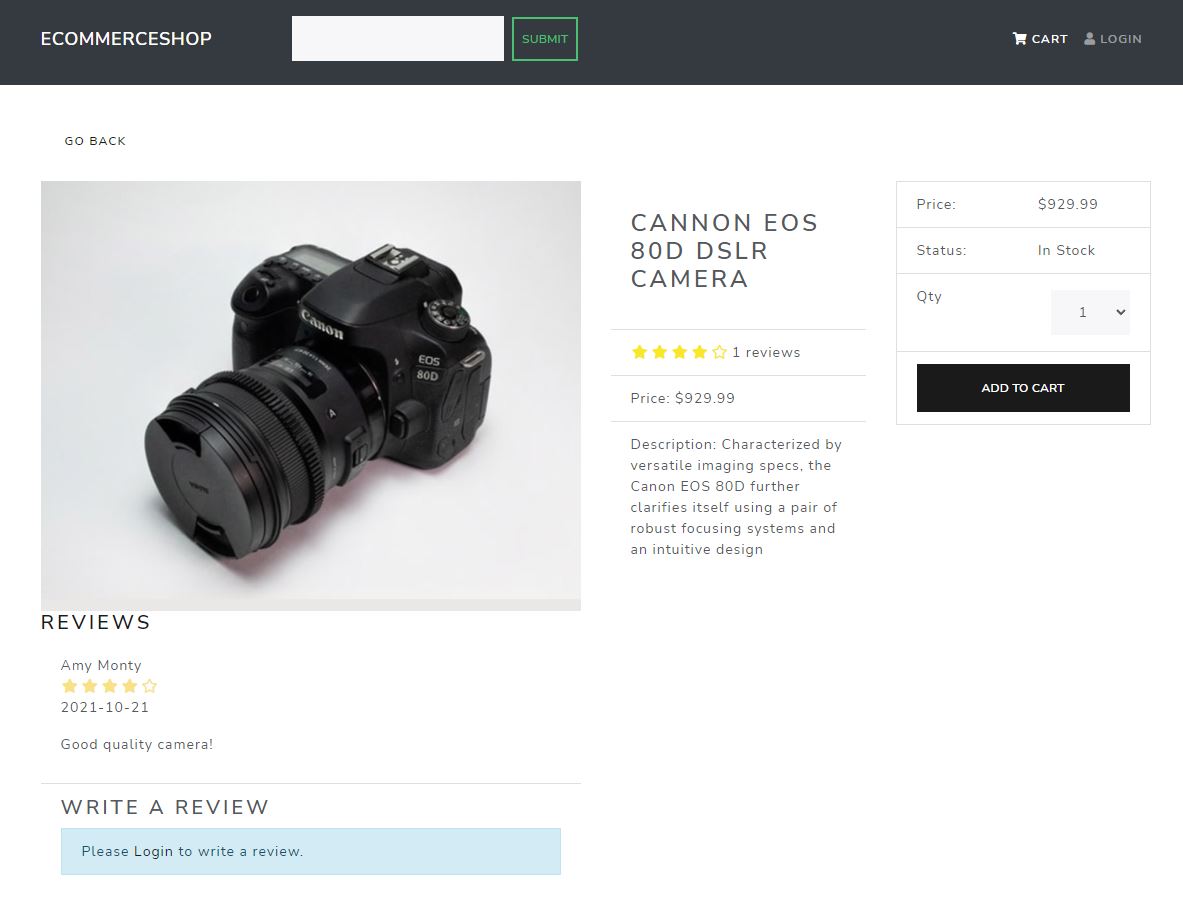 ECOMMERCESHOP
SUBMIT
CART
LOGIN
GO BACK
Canon
EOS
80D
A
CANNON EOS
80D DSLR
CAMERA
1 reviews
Price: $929.99
Description: Characterized by
versatile imaging specs, the
Canon EOS 80D further
clarifies itself using a pair of
robust focusing systems and
an intuitive design
Price: $929.99
Status: In Stock
Qty 1
ADD TO CART
REVIEWS
Amy Monty
2021-10-21
Good quality camera!
WRITE A REVIEW
Please Login to write a review.